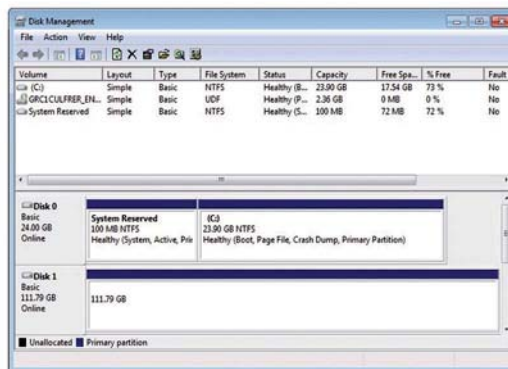 Disk Management
File Action View Help
Volume Layout Type File System Status Capacity Free Spa... % Free Fault
(C:) Simple Basic NTFS Healthy (B... 23.90 GB 17.54 GB 73 % No
GRC1CULFRER_EN... Simple Basic UDF Healthy (P... 2.36 GB 0 MB 0 % No
System Reserved Simple Basic NTFS Healthy (S... 100 MB 72 MB 72 % No
Disk 0
Basic
24.00 GB
Online
System Reserved
100 MB NTFS
Healthy (System, Active, Prir
(C:)
23.90 GB NTFS
Healthy (Boot, Page File, Crash Dump, Primary Partition)
Disk 1
Basic
111.79 GB
Online
111.79 GB
Unallocated Primary partition